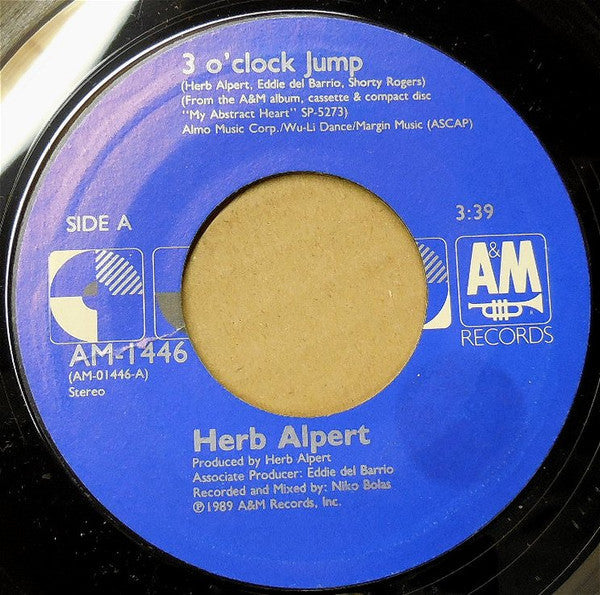 3 o'clock Jump
(Herb Alpert, Eddie del Barrio, Shorty Rogers)
(From the A&M album, cassette & compact disc
"My Abstract Heart" SP-5273)
Almo Music Corp./Wu-Li Dance/Margin Music (ASCAP)
SIDE A
3:39
A&M
RECORDS
AM-1446
(AM-01446-A)
Stereo
Herb Alpert
Produced by Herb Alpert
Associate Producer: Eddie del Barrio
Recorded and Mixed by: Niko Bolas
℗1989 A&M Records, Inc.